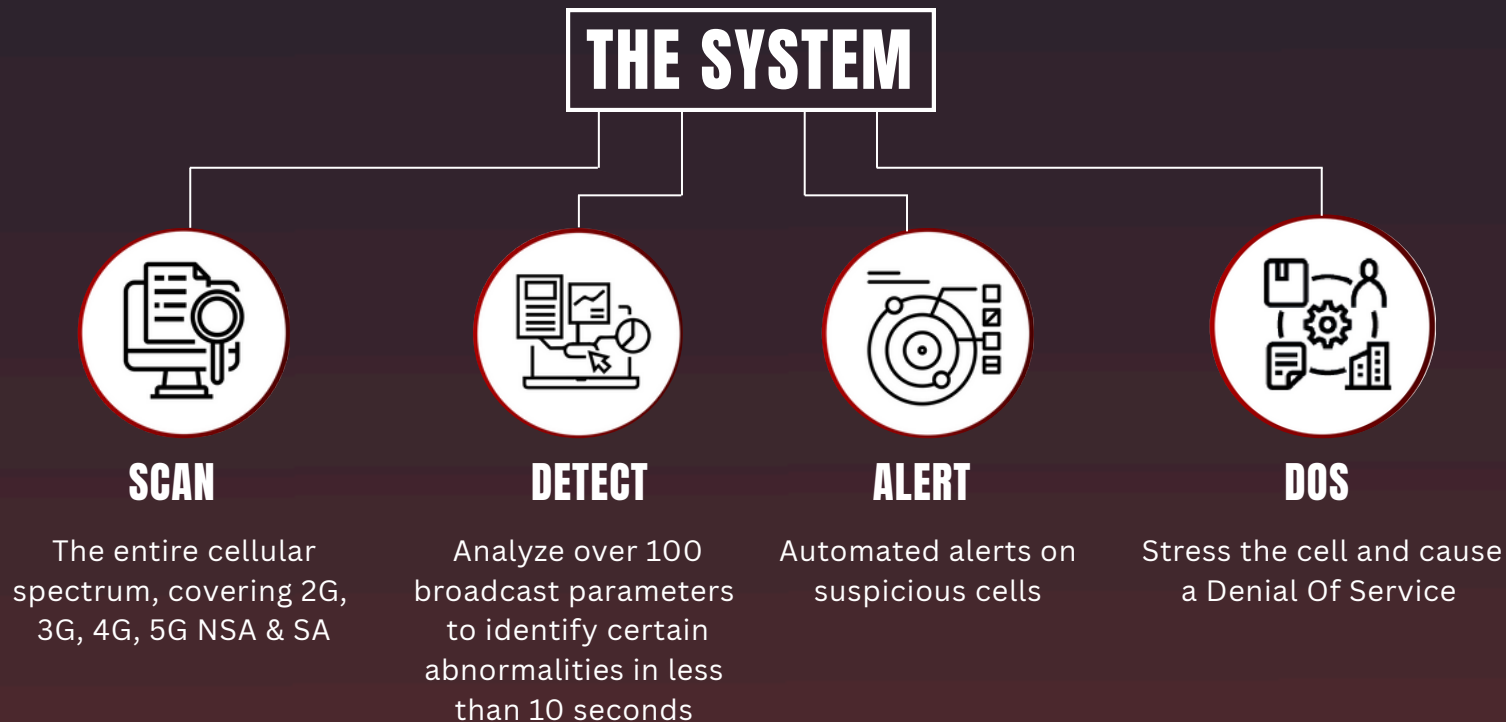 THE SYSTEM
SCAN
The entire cellular
spectrum, covering 2G,
3G, 4G, 5G NSA & SA
DETECT
Analyze over 100
broadcast parameters
to identify certain
abnormalities in less
than 10 seconds
ALERT
Automated alerts on
suspicious cells
DOS
Stress the cell and cause
a Denial Of Service